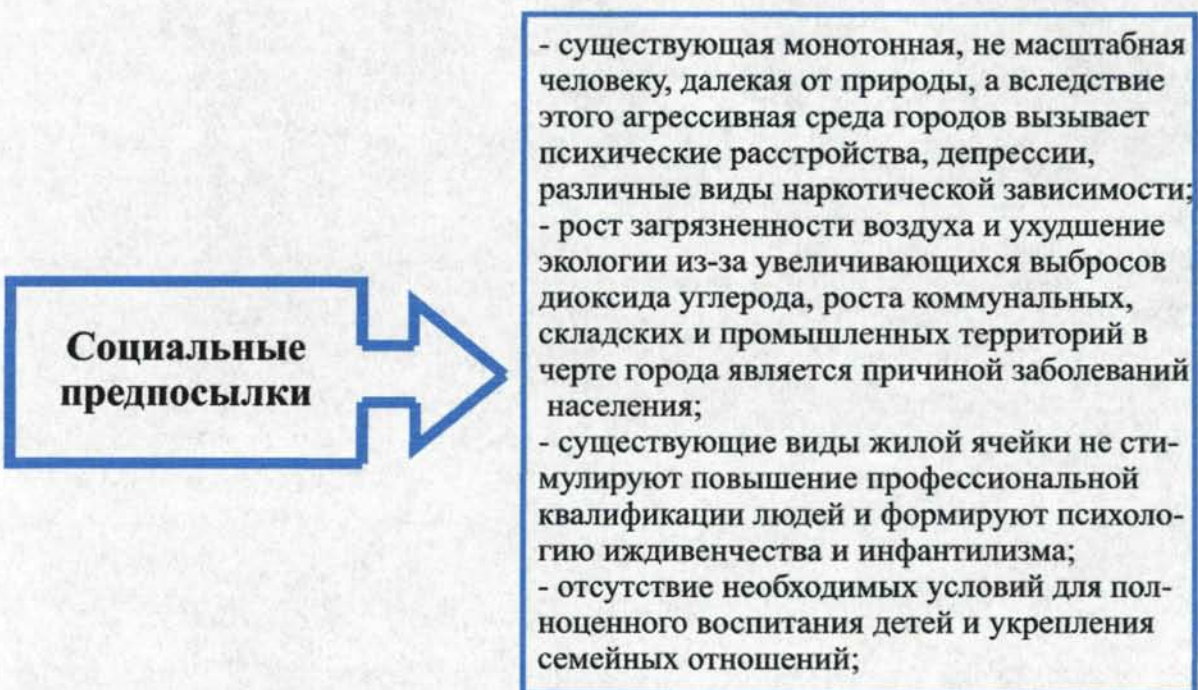 Социальные
предпосылки
- существующая монотонная, не масштабная
человеку, далекая от природы, а вследствие
этого агрессивная среда городов вызывает
психические расстройства, депрессии,
различные виды наркотической зависимости;
- рост загрязненности воздуха и ухудшение
экологии из-за увеличивающихся выбросов
диоксида углерода, роста коммунальных,
складских и промышленных территорий в
черте города является причиной заболеваний
населения;
- существующие виды жилой ячейки не сти-
мулируют повышение профессиональной
квалификации людей и формируют психоло-
гию иждивенчества и инфантилизма;
- отсутствие необходимых условий для пол-
ноценного воспитания детей и укрепления
семейных отношений;